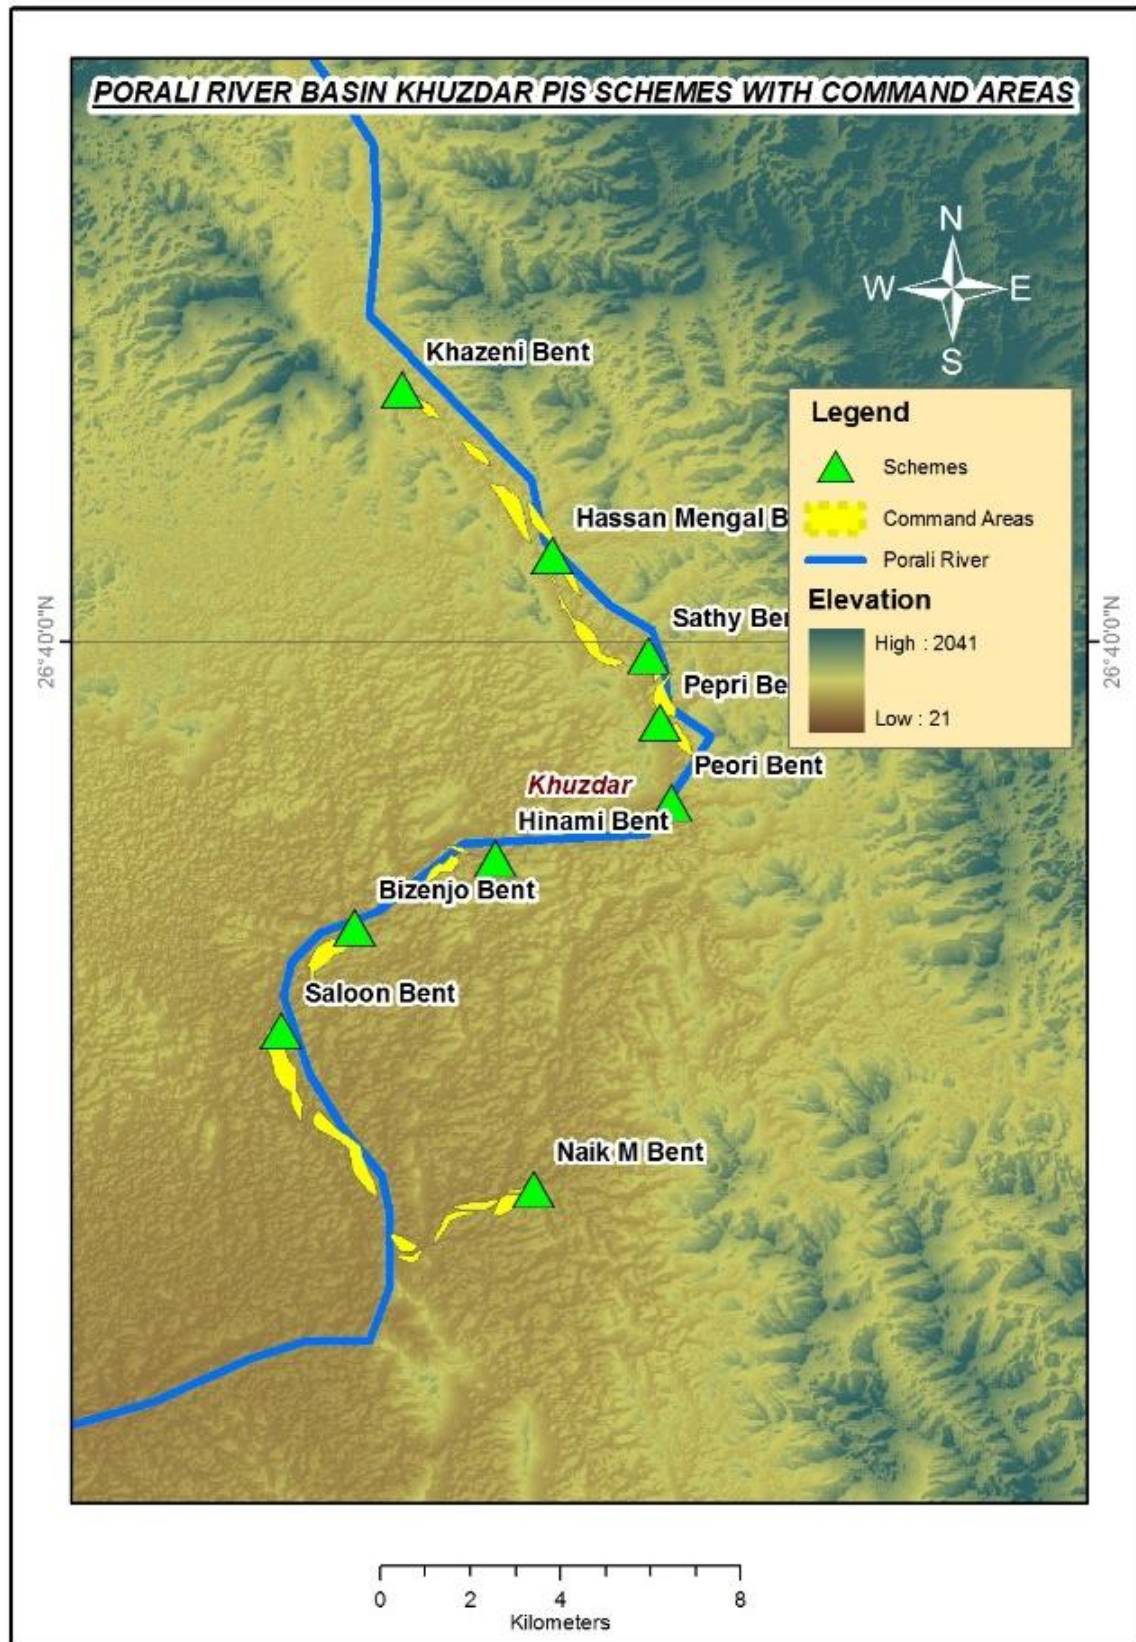 PORALI RIVER BASIN KHUZDAR PIS SCHEMES WITH COMMAND AREAS
N
W E
S
Khazeni Bent
Legend
Schemes
Hassan Mengal B
Command Areas
Porali River
Elevation
26°40'0"N
26°40'0"N
Sathy Ben
High : 2041
Pepri Be
Low : 21
Peori Bent
Khuzdar
Hinami Bent
Bizenjo Bent
Saloon Bent
Naik M Bent
0 2 4 8
Kilometers